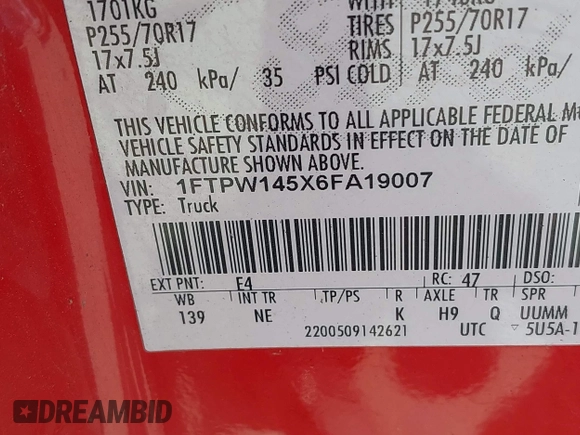 1701KG
P255/70R17
17x7.5J
AT 240 kPa/ 35 PSI COLD
WITH
TIRES P255/70R17
RIMS 17x7.5J
AT 240 kPa/
THIS VEHICLE CONFORMS TO ALL APPLICABLE FEDERAL
VEHICLE SAFETY STANDARDS IN EFFECT ON THE DATE OF
MANUFACTURE SHOWN ABOVE.
VIN: 1FTPW145X6FA19007
TYPE: Truck
EXT PNT: E4 RC: 47 DSO:
WB INT TR TP/PS R AXLE TR SPR
139 NE K H9 Q UUMM
2200509142621 UTC ▽ 5U5A-1
DREAMBID